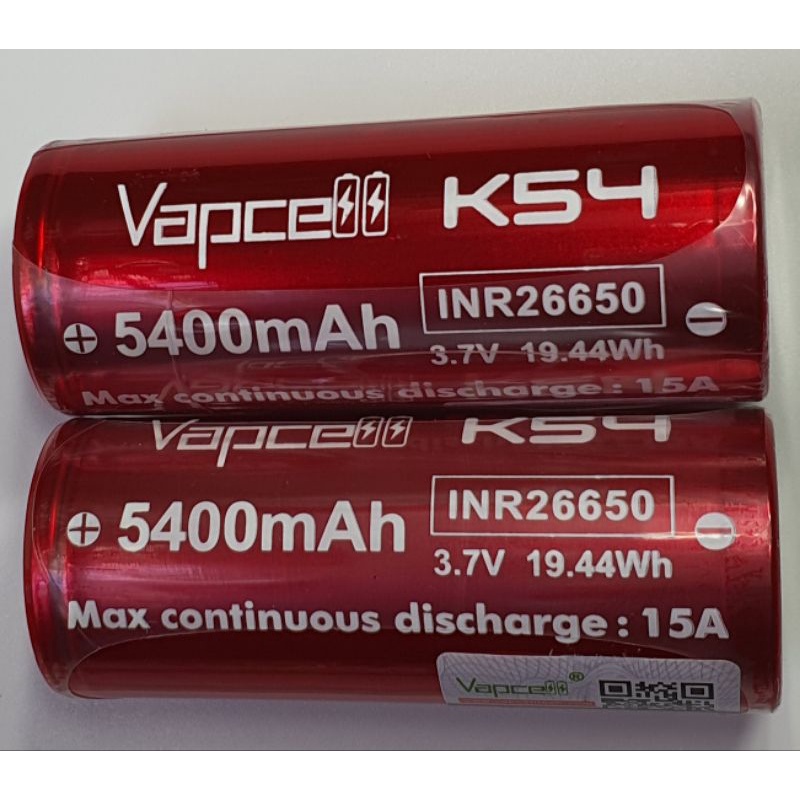 Vapcell K54
INR26650
⊕ 5400mAh ⊖
3.7V 19.44Wh
Max continuous discharge: 15A
Vapcell K54
INR26650
⊕ 5400mAh ⊖
3.7V 19.44Wh
Max continuous discharge: 15A
Vapcell®